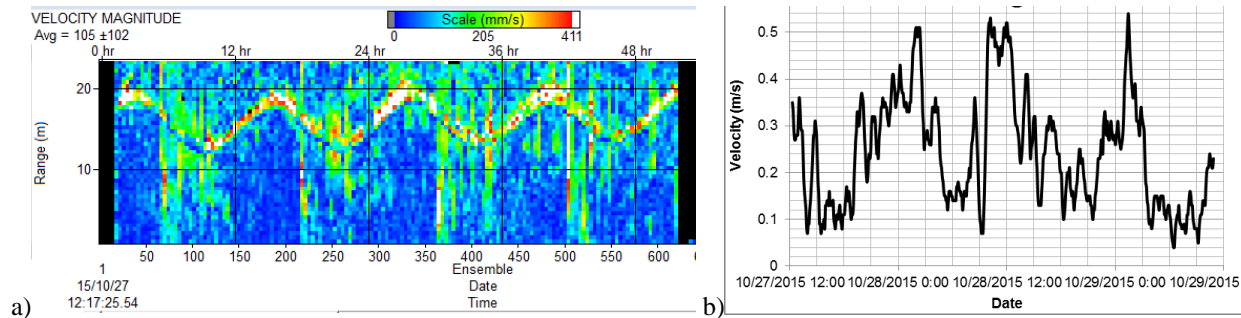 VELOCITY MAGNITUDE
Avg = 105 ±102
Scale (mm/s)
0 205 411
0 hr 12 hr 24 hr 36 hr 48 hr
Range (m)
20
10
50 100 150 200 250 300 350 400 450 500 550 600 6
1 Ensemble
15/10/27 Date
12:17:25.54 Time
a)
b)
Velocity (m/s)
0.5
0.4
0.3
0.2
0.1
0
10/27/2015 12:00 10/28/2015 0:00 10/28/2015 12:00 10/29/2015 0:00 10/29/2015
Date